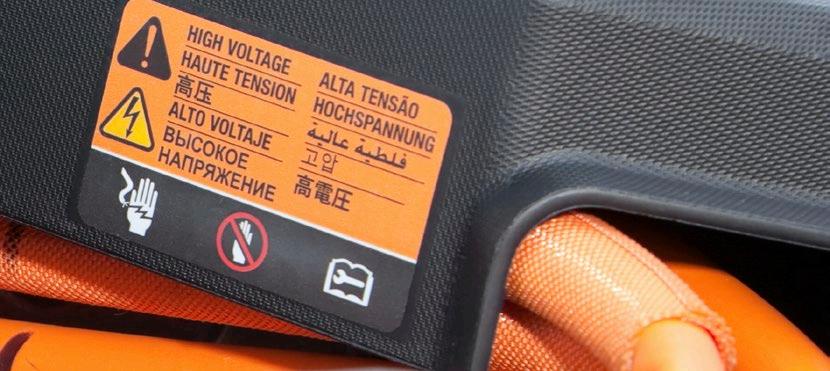 HIGH VOLTAGE
HAUTE TENSION
高压
ALTO VOLTAJE
ВЫСОКОЕ
НАПРЯЖЕНИЕ
ALTA TENSÃO
HOCHSPANNUNG
فلطية عالية
고압
高電圧